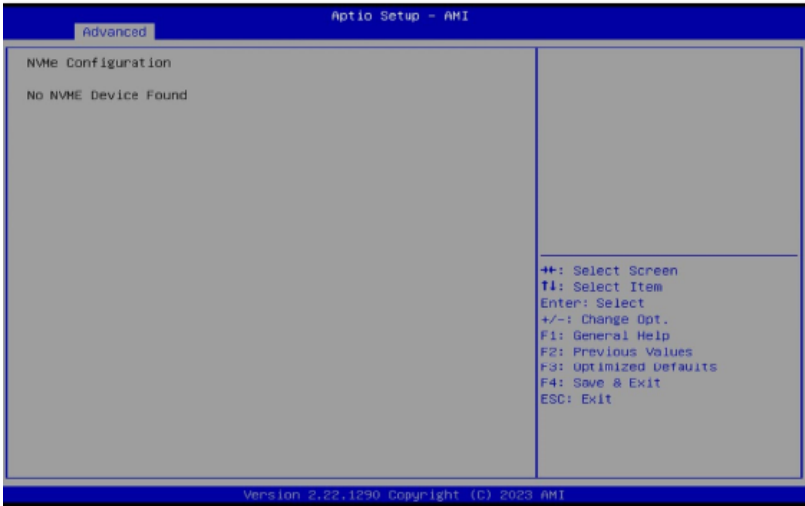 Aptio Setup - AMI
Advanced
NVMe Configuration
No NVME Device Found
→←: Select Screen
↑↓: Select Item
Enter: Select
+/-: Change Opt.
F1: General Help
F2: Previous Values
F3: Optimized Defaults
F4: Save & Exit
ESC: Exit
Version 2.22.1290 Copyright (C) 2023 AMI